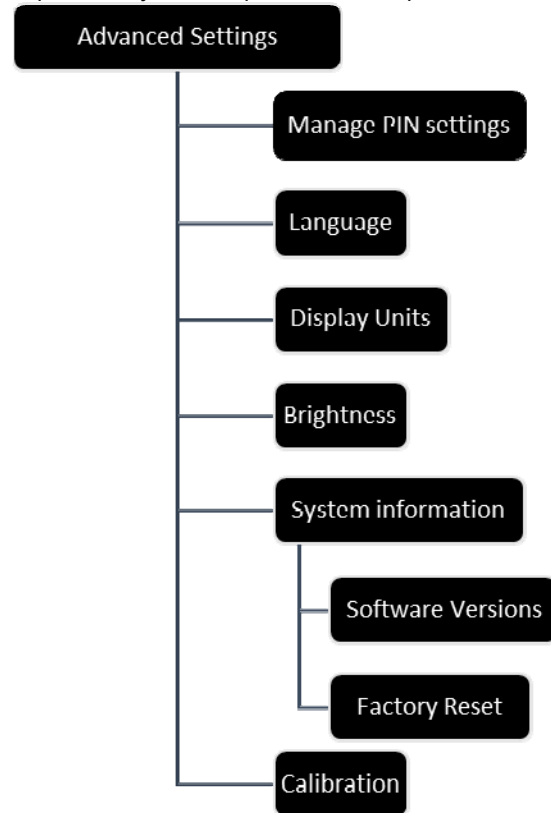 Advanced Settings
Manage PIN settings
Language
Display Units
Brightness
System information
Software Versions
Factory Reset
Calibration